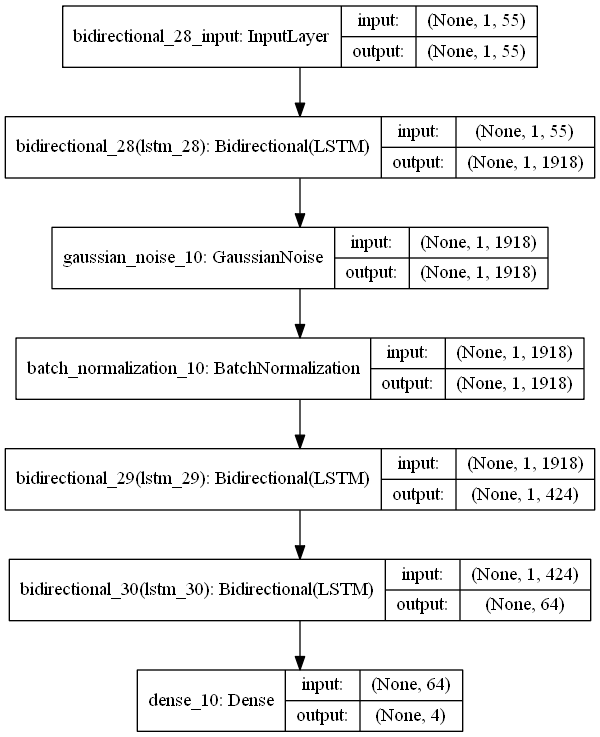 bidirectional_28_input: InputLayer
input: (None, 1, 55)
output: (None, 1, 55)
bidirectional_28(lstm_28): Bidirectional(LSTM)
input: (None, 1, 55)
output: (None, 1, 1918)
gaussian_noise_10: GaussianNoise
input: (None, 1, 1918)
output: (None, 1, 1918)
batch_normalization_10: BatchNormalization
input: (None, 1, 1918)
output: (None, 1, 1918)
bidirectional_29(lstm_29): Bidirectional(LSTM)
input: (None, 1, 1918)
output: (None, 1, 424)
bidirectional_30(lstm_30): Bidirectional(LSTM)
input: (None, 1, 424)
output: (None, 64)
dense_10: Dense
input: (None, 64)
output: (None, 4)